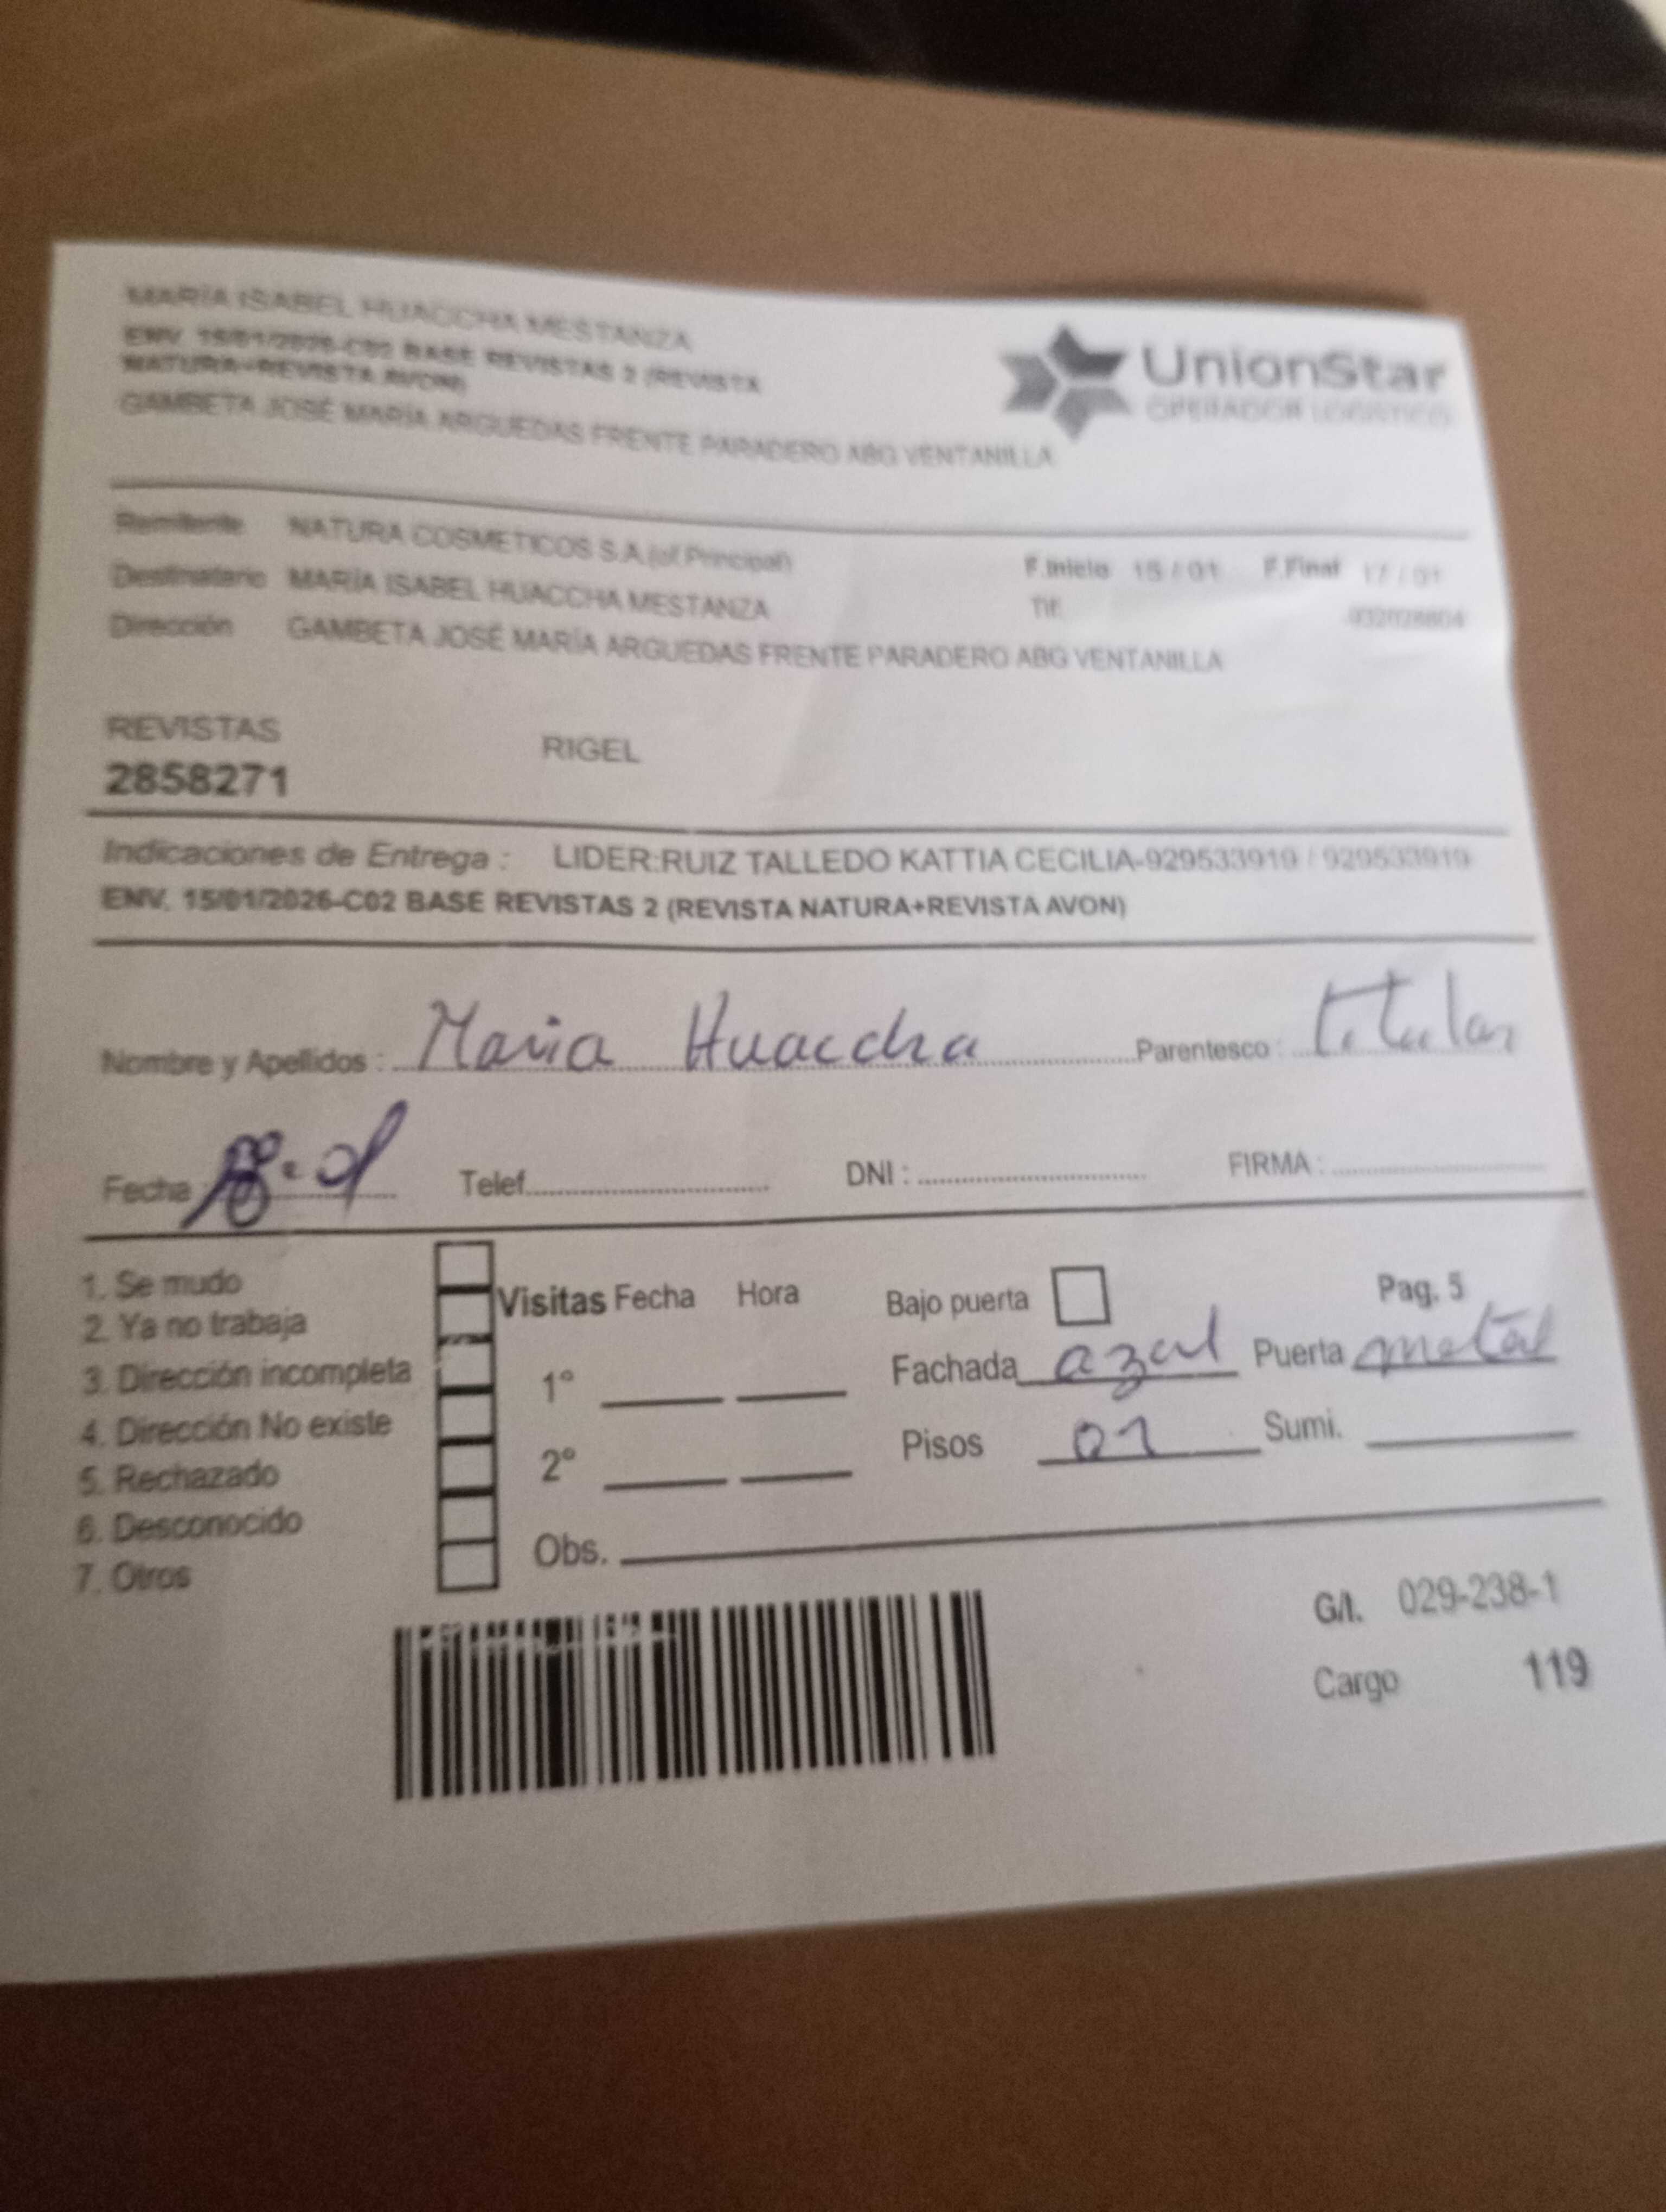 MARÍA ISABEL HUACCHA MESTANZA
ENV. 15/01/2026-C02 BASE REVISTAS 2 (REVISTA
NATURA+REVISTA AVON)
GAMBETA JOSÉ MARÍA ARGUEDAS FRENTE PARADERO ABG VENTANILLA
UnionStar
OPERADOR LOGISTICO
Remitente NATURA COSMETICOS S.A.(of.Principal) F.Inicio 15/01 F.Final 17/01
Destinatario MARÍA ISABEL HUACCHA MESTANZA Tlf.
Dirección GAMBETA JOSÉ MARÍA ARGUEDAS FRENTE PARADERO ABG VENTANILLA
REVISTAS RIGEL
2858271
Indicaciones de Entrega : LIDER:RUIZ TALLEDO KATTIA CECILIA-929533919 / 929533919
ENV. 15/01/2026-C02 BASE REVISTAS 2 (REVISTA NATURA+REVISTA AVON)
Nombre y Apellidos : Maria Huaccha Parentesco : titular
Fecha Telef. DNI : FIRMA :
1. Se mudo
2. Ya no trabaja
3. Dirección incompleta
4. Dirección No existe
5. Rechazado
6. Desconocido
7. Otros
Visitas Fecha Hora
1°
2°
Obs.
Bajo puerta Pag. 5
Fachada azul Puerta metal
Pisos 01 Sumi.
G/I. 029-238-1
Cargo 119